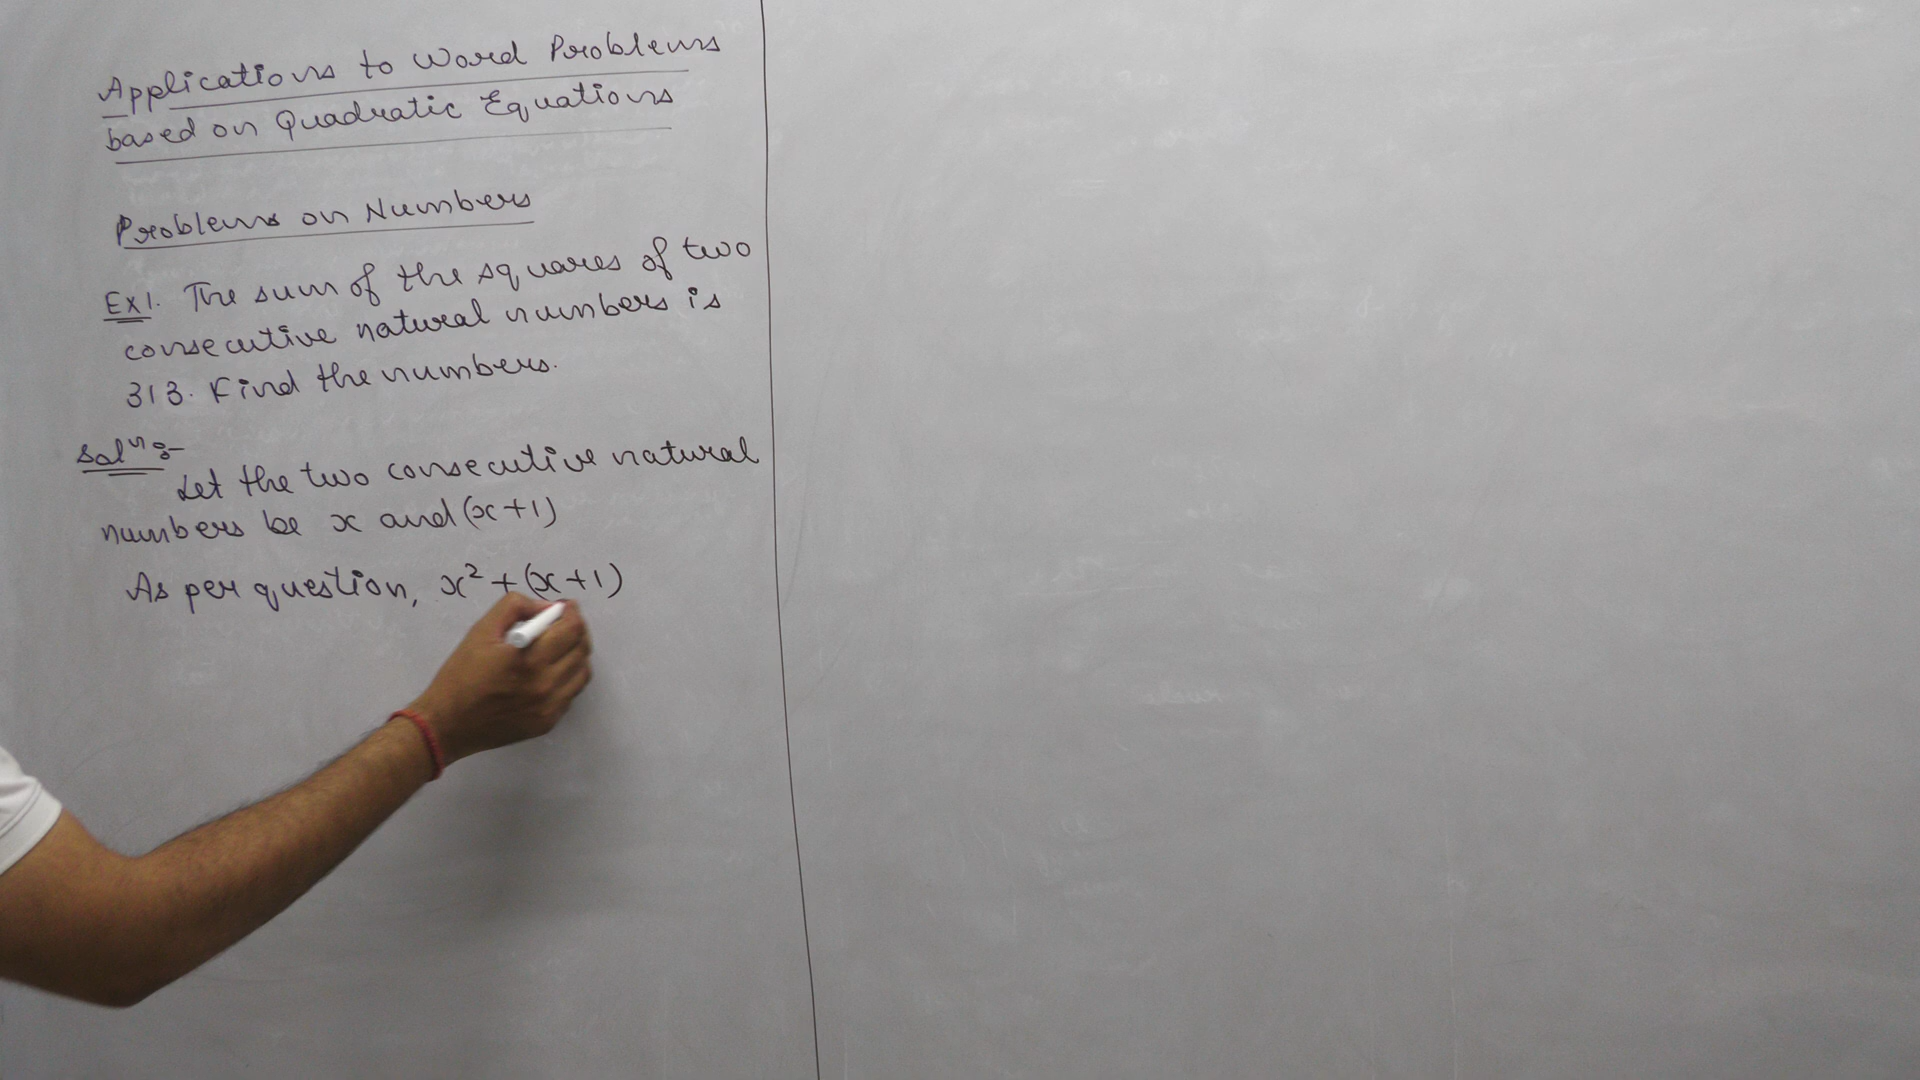 Applications to Word Problems
based on Quadratic Equations
Problems on Numbers
Ex1. The sum of the squares of two
consecutive natural numbers is
313. Find the numbers.
Solⁿ:-
Let the two consecutive natural
numbers be x and (x+1)
As per question, x² + (x+1)